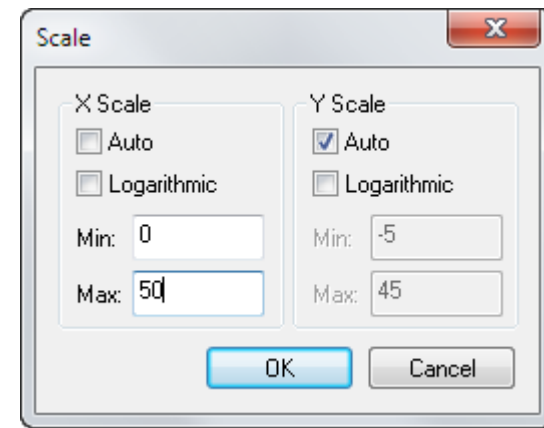 Scale
X Scale
Auto
Logarithmic
Min: 0
Max: 50
Y Scale
Auto
Logarithmic
Min: -5
Max: 45
OK
Cancel